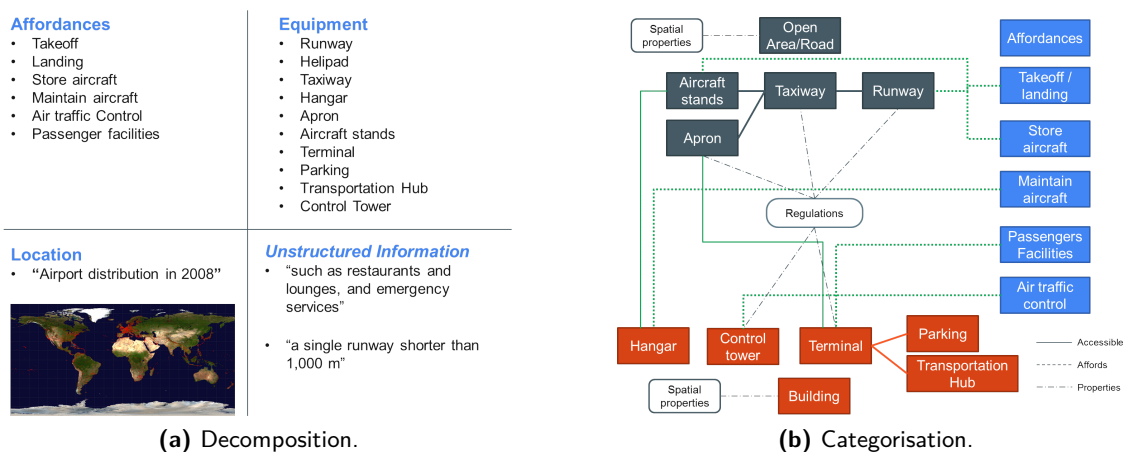 Affordances
• Takeoff
• Landing
• Store aircraft
• Maintain aircraft
• Air traffic Control
• Passenger facilities
Equipment
• Runway
• Helipad
• Taxiway
• Hangar
• Apron
• Aircraft stands
• Terminal
• Parking
• Transportation Hub
• Control Tower
Location
• “Airport distribution in 2008”
Unstructured Information
• “such as restaurants and
lounges, and emergency
services”
• “a single runway shorter than
1,000 m”
(a) Decomposition.
Spatial
properties
Open
Area/Road
Affordances
Aircraft
stands
Taxiway
Runway
Takeoff /
landing
Apron
Store
aircraft
Maintain
aircraft
Regulations
Passengers
Facilities
Air traffic
control
Hangar
Control
tower
Terminal
Parking
Transportation
Hub
Accessible
Affords
Properties
Spatial
properties
Building
(b) Categorisation.